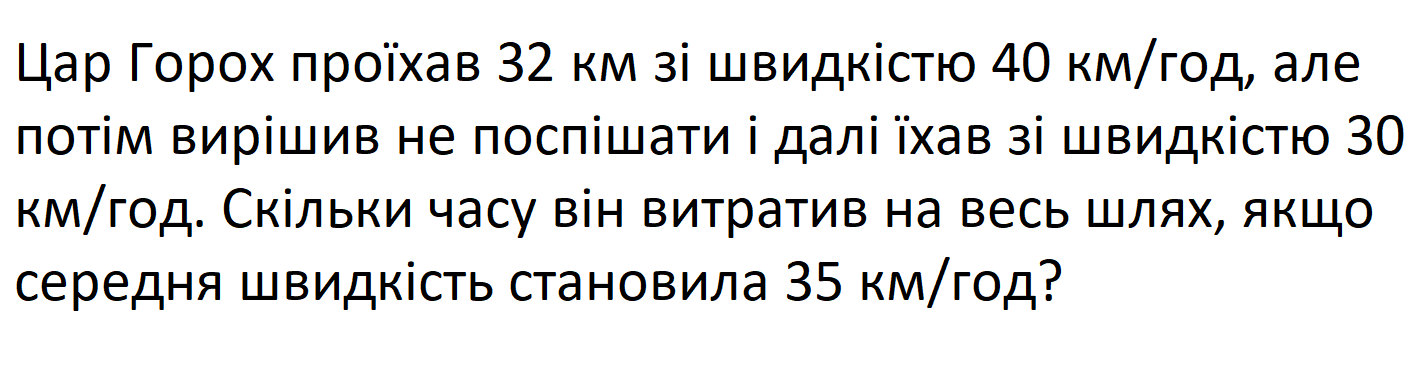 Цар Горох проїхав 32 км зі швидкістю 40 км/год, але
потім вирішив не поспішати і далі їхав зі швидкістю 30
км/год. Скільки часу він витратив на весь шлях, якщо
середня швидкість становила 35 км/год?